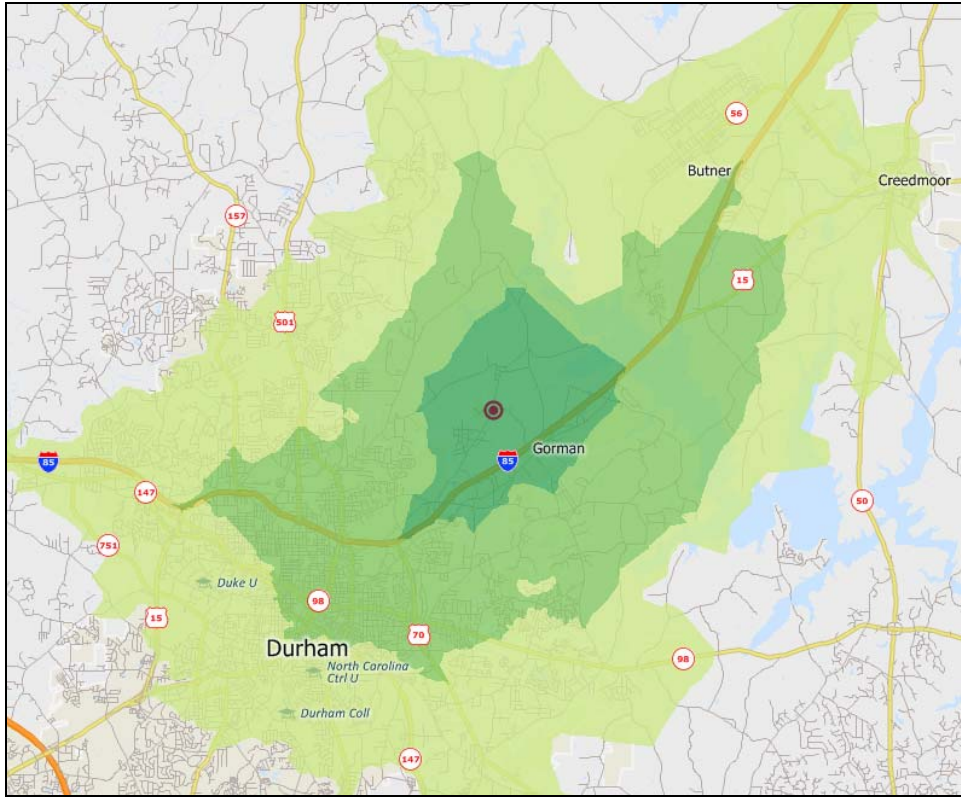 56
Butner
Creedmoor
157
15
501
Gorman
85
85
147
50
751
Duke U
98
15
70
Durham
North Carolina
Ctrl U
98
Durham Coll
147